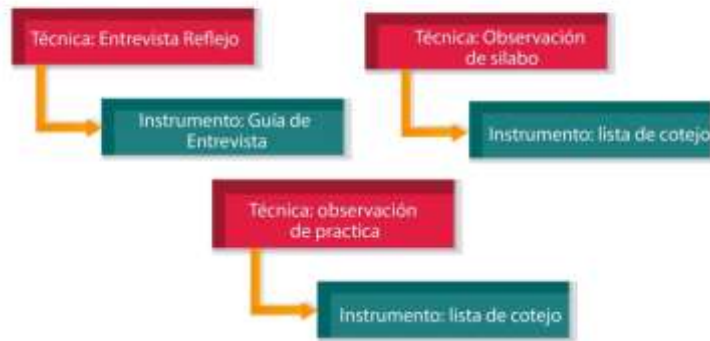 Técnica: Entrevista Reflejo
Instrumento: Guía de
Entrevista
Técnica: Observación
de sílabo
Instrumento: lista de cotejo
Técnica: observación
de practica
Instrumento: lista de cotejo